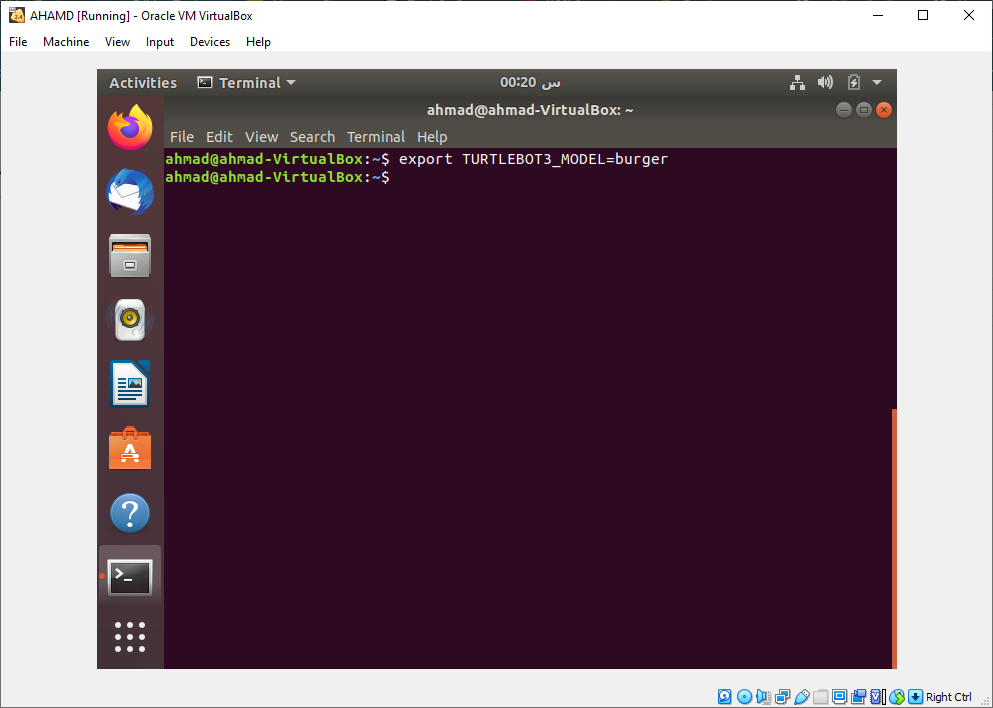 AHAMD [Running] - Oracle VM VirtualBox
File Machine View Input Devices Help
Activities Terminal 00:20 س
ahmad@ahmad-VirtualBox: ~
File Edit View Search Terminal Help
ahmad@ahmad-VirtualBox:~$ export TURTLEBOT3_MODEL=burger
ahmad@ahmad-VirtualBox:~$
Right Ctrl